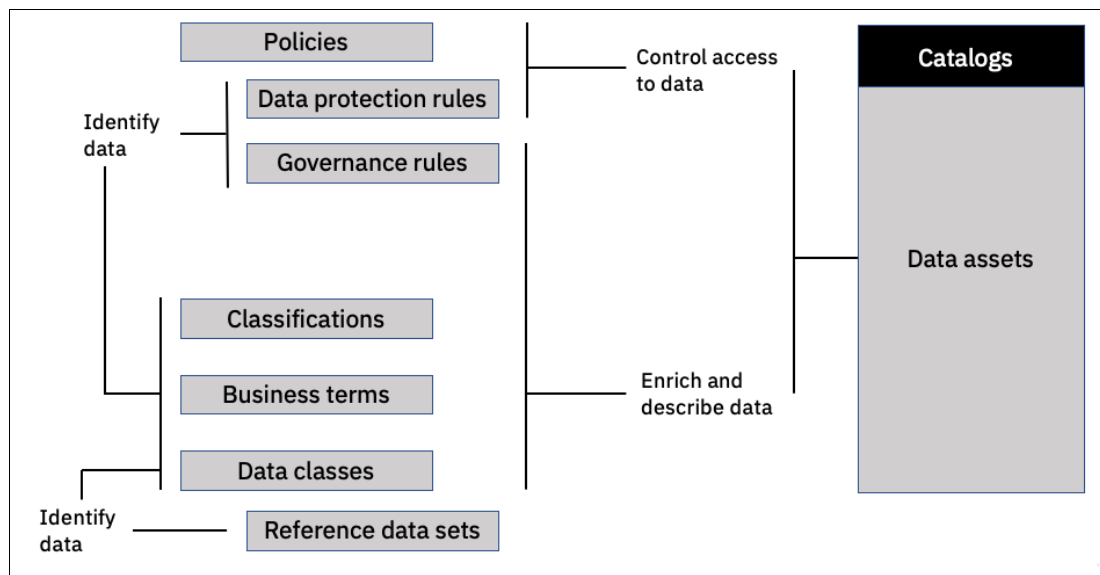 Policies
Control access
to data
Catalogs
Data protection rules
Identify
data
Governance rules
Data assets
Classifications
Business terms
Enrich and
describe data
Data classes
Identify
data
Reference data sets